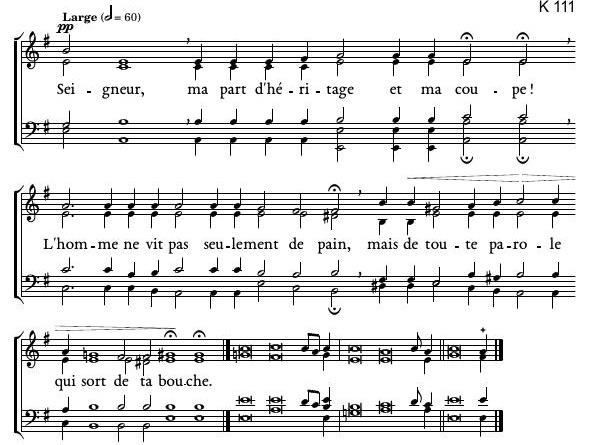 K 111
Large (𝅗𝅥 = 60)
pp
Sei - gneur, ma part d'hé - ri - tage et ma cou - pe!
L'hom - me ne vit pas seu - lement de pain, mais de tou - te pa - ro - le
qui sort de ta bou.che.